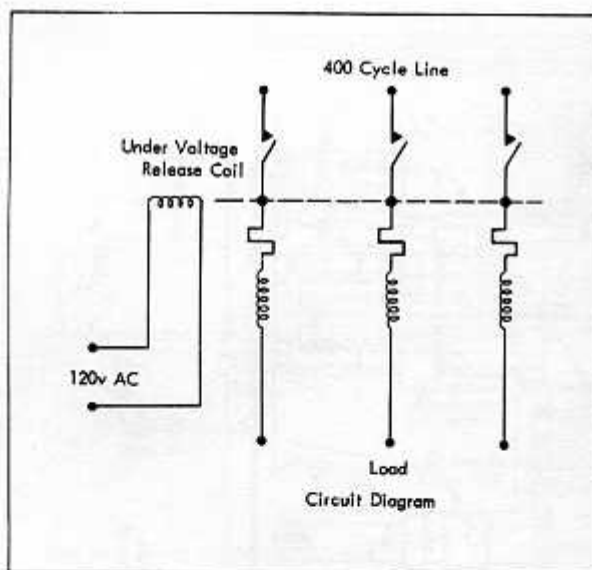 400 Cycle Line
Under Voltage
Release Coil
120v AC
Load
Circuit Diagram